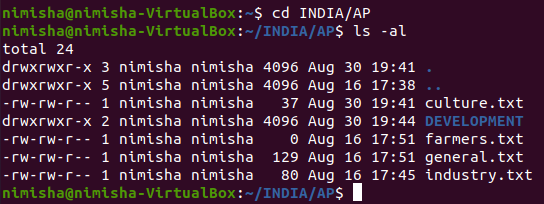 nimisha@nimisha-VirtualBox:~$ cd INDIA/AP
nimisha@nimisha-VirtualBox:~/INDIA/AP$ ls -al
total 24
drwxrwxr-x 3 nimisha nimisha 4096 Aug 30 19:41 .
drwxrwxr-x 5 nimisha nimisha 4096 Aug 16 17:38 ..
-rw-rw-r-- 1 nimisha nimisha   37 Aug 30 19:41 culture.txt
drwxrwxr-x 2 nimisha nimisha 4096 Aug 30 19:44 DEVELOPMENT
-rw-rw-r-- 1 nimisha nimisha    0 Aug 16 17:51 farmers.txt
-rw-rw-r-- 1 nimisha nimisha  129 Aug 16 17:51 general.txt
-rw-rw-r-- 1 nimisha nimisha   80 Aug 16 17:45 industry.txt
nimisha@nimisha-VirtualBox:~/INDIA/AP$